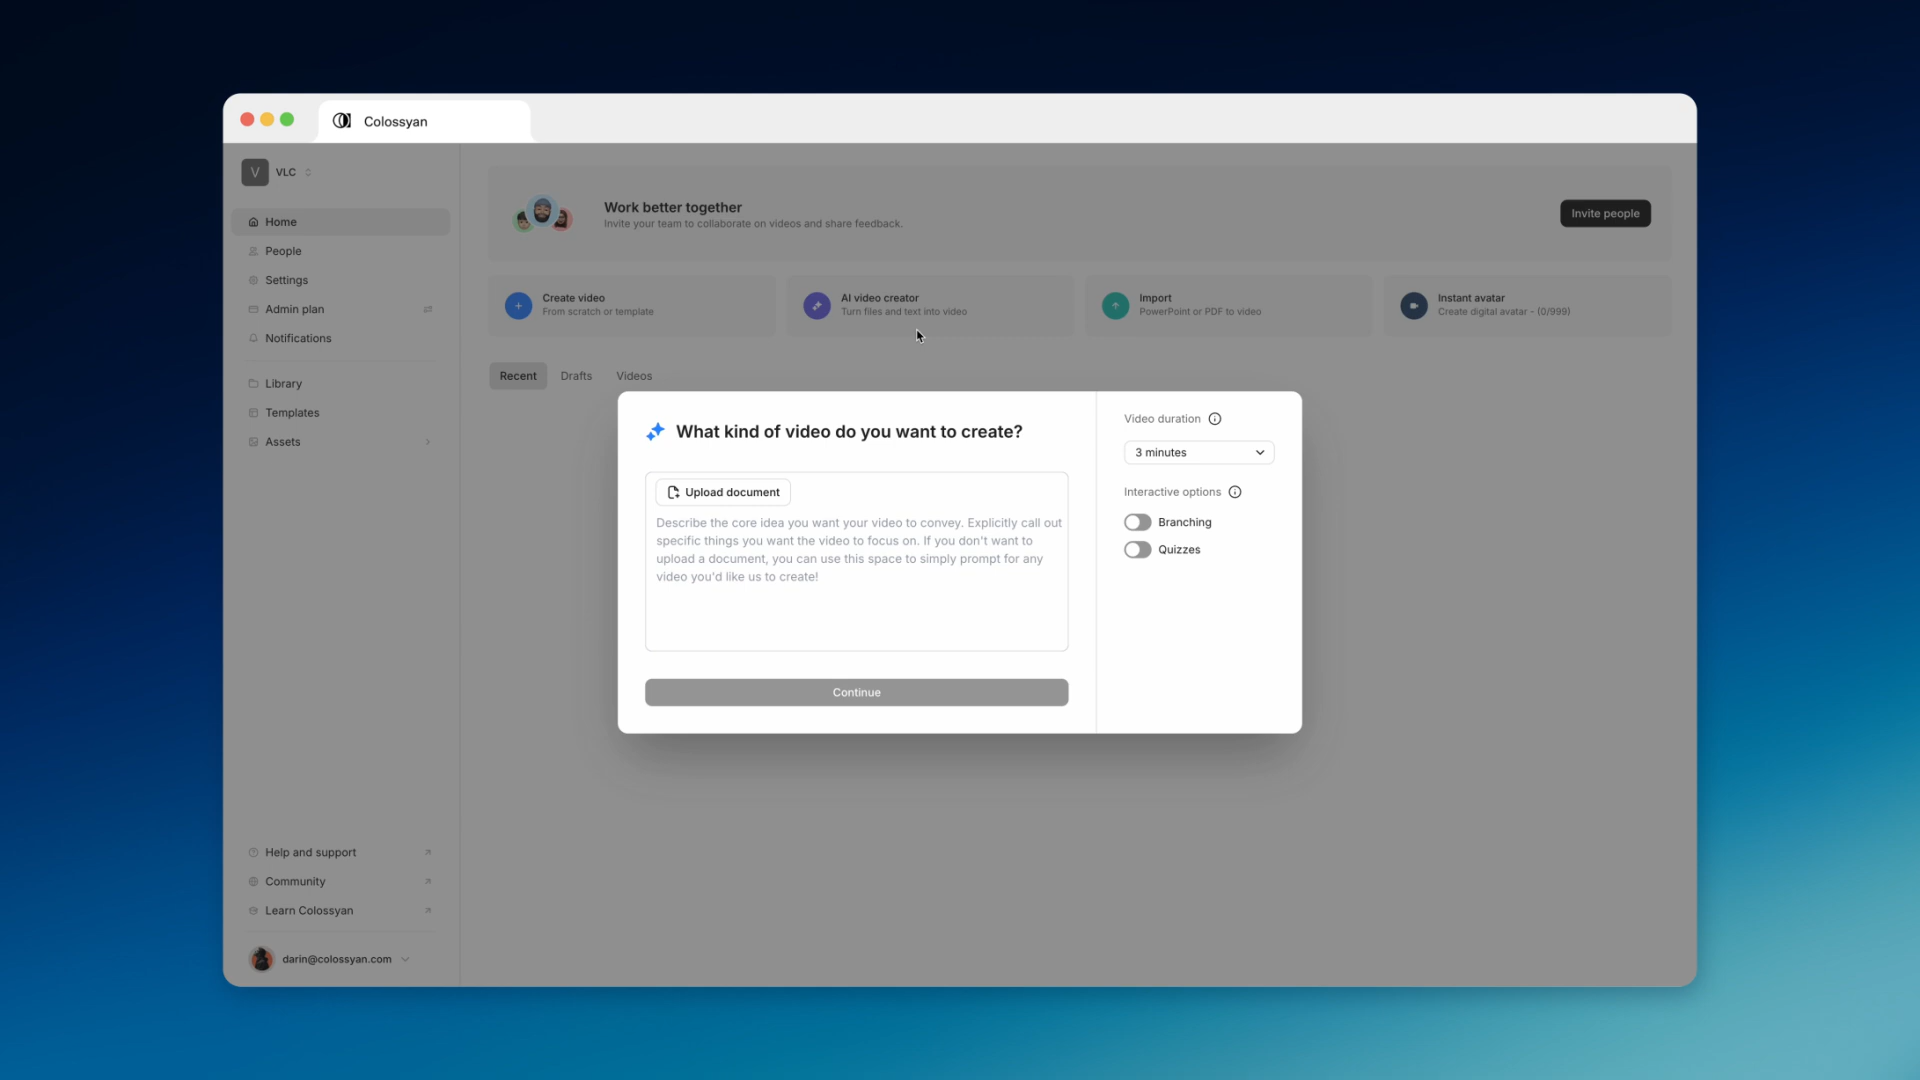 Colossyan
V VLC
Home
People
Settings
Admin plan
Notifications
Library
Templates
Assets
Help and support
Community
Learn Colossyan
darin@colossyan.com
Work better together
Invite your team to collaborate on videos and share feedback.
Invite people
Create video
From scratch or template
AI video creator
Turn files and text into video
Import
PowerPoint or PDF to video
Instant avatar
Create digital avatar - (0/999)
Recent Drafts Videos
What kind of video do you want to create?
Upload document
Describe the core idea you want your video to convey. Explicitly call out
specific things you want the video to focus on. If you don't want to
upload a document, you can use this space to simply prompt for any
video you'd like us to create!
Continue
Video duration
3 minutes
Interactive options
Branching
Quizzes